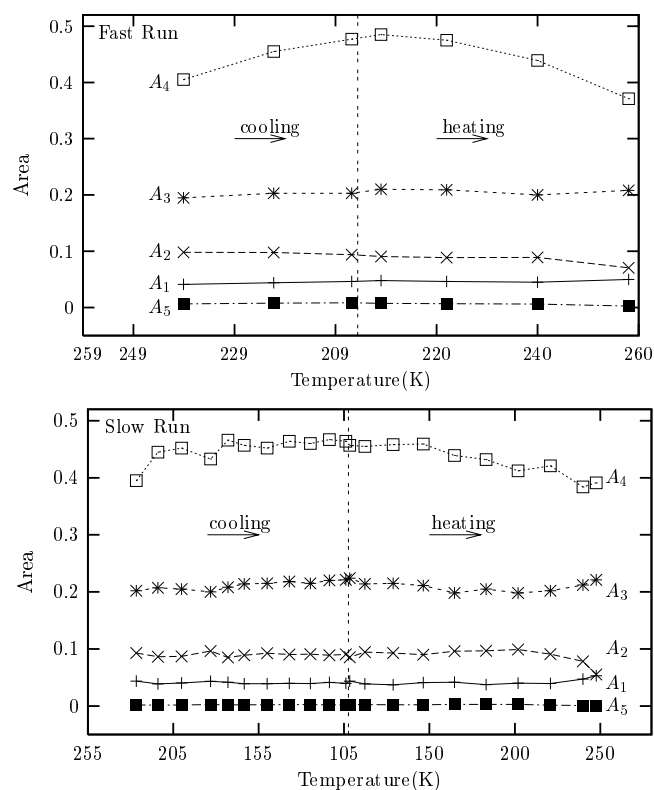 0.5
Fast Run
A4
0.4
cooling
heating
0.3
Area
A3
0.2
A2
0.1
A1
A5
0
259 249 229 209 220 240 260
Temperature(K)
0.5
Slow Run
A4
0.4
cooling
heating
0.3
Area
A3
0.2
A2
0.1
A1
A5
0
255 205 155 105 150 200 250
Temperature(K)